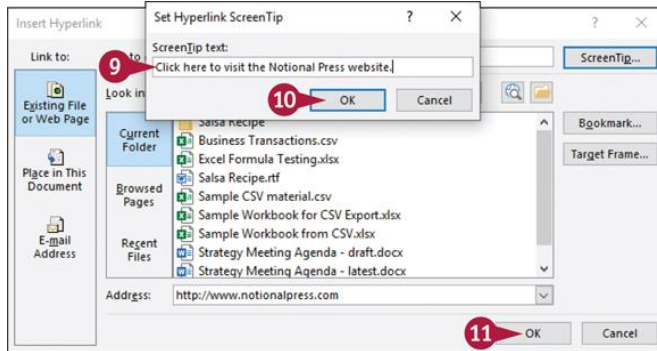 Insert Hyperlink
Set Hyperlink ScreenTip
? ×
? ×
Link to:
to
ScreenTip text:
ScreenTip...
9
Click here to visit the Notional Press website.
Look in
10
OK
Cancel
Existing File
or Web Page
Bookmark...
Place in This
Document
Target Frame...
E-mail
Address
Current
Folder
Browsed
Pages
Recent
Files
Salsa Recipe
Business Transactions.csv
Excel Formula Testing.xlsx
Salsa Recipe.rtf
Sample CSV material.csv
Sample Workbook for CSV Export.xlsx
Sample Workbook from CSV.xlsx
Strategy Meeting Agenda - draft.docx
Strategy Meeting Agenda - latest.docx
Address:
http://www.notionalpress.com
11
OK
Cancel